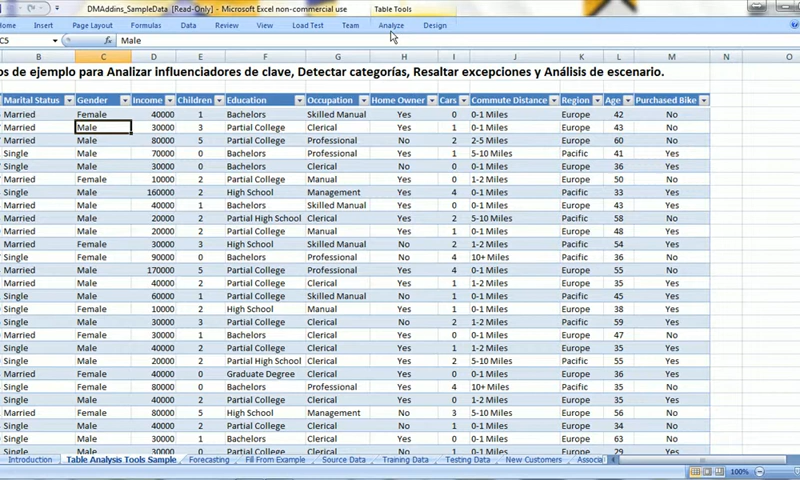 DMAddins_SampleData [Read-Only] - Microsoft Excel non-commercial use Table Tools
Home Insert Page Layout Formulas Data Review View Load Test Team Analyze Design
C5 fx Male
B C D E F G H I J K L M N O
os de ejemplo para Analizar influenciadores de clave, Detectar categorías, Resaltar excepciones y Análisis de escenario.
Marital Status Gender Income Children Education Occupation Home Owner Cars Commute Distance Region Age Purchased Bike
Married Female 40000 1 Bachelors Skilled Manual Yes 0 0-1 Miles Europe 42 No
Married Male 30000 3 Partial College Clerical Yes 1 0-1 Miles Europe 43 No
Married Male 80000 5 Partial College Professional No 2 2-5 Miles Europe 60 No
Single Male 70000 0 Bachelors Professional Yes 1 5-10 Miles Pacific 41 Yes
Single Male 30000 0 Bachelors Clerical No 0 0-1 Miles Europe 36 Yes
Married Female 10000 2 Partial College Manual Yes 0 1-2 Miles Europe 50 No
Single Male 160000 2 High School Management Yes 4 0-1 Miles Pacific 33 Yes
Married Male 40000 1 Bachelors Skilled Manual Yes 0 0-1 Miles Europe 43 Yes
Married Male 20000 2 Partial High School Clerical Yes 2 5-10 Miles Pacific 58 No
Married Male 20000 2 Partial College Manual Yes 1 0-1 Miles Europe 48 Yes
Married Female 30000 3 High School Skilled Manual No 2 1-2 Miles Pacific 54 Yes
Single Female 90000 0 Bachelors Professional No 4 10+ Miles Pacific 36 No
Married Male 170000 5 Partial College Professional Yes 4 0-1 Miles Europe 55 No
Married Male 40000 2 Partial College Clerical Yes 1 1-2 Miles Europe 35 Yes
Single Male 60000 1 Partial College Skilled Manual No 1 0-1 Miles Pacific 45 Yes
Single Female 10000 2 High School Manual Yes 1 0-1 Miles Europe 38 Yes
Single Male 30000 3 Partial College Clerical No 2 1-2 Miles Pacific 59 Yes
Married Female 30000 1 Bachelors Clerical Yes 0 0-1 Miles Europe 47 No
Single Male 40000 2 Partial College Clerical Yes 1 1-2 Miles Europe 35 Yes
Single Male 20000 2 Partial High School Clerical Yes 2 5-10 Miles Pacific 55 Yes
Married Female 40000 0 Graduate Degree Clerical Yes 0 0-1 Miles Europe 36 No
Single Female 80000 0 Bachelors Professional Yes 4 10+ Miles Pacific 35 No
Married Male 40000 2 Partial College Clerical Yes 1 1-2 Miles Europe 35 Yes
Married Female 80000 5 High School Management No 3 5-10 Miles Europe 56 No
Married Male 40000 2 Partial College Clerical Yes 1 0-1 Miles Europe 34 No
Single Male 30000 1 Bachelors Clerical Yes 0 0-1 Miles Europe 63 No
Introduction Table Analysis Tools Sample Forecasting Fill From Example Source Data Training Data Testing Data New Customers Associa
100%